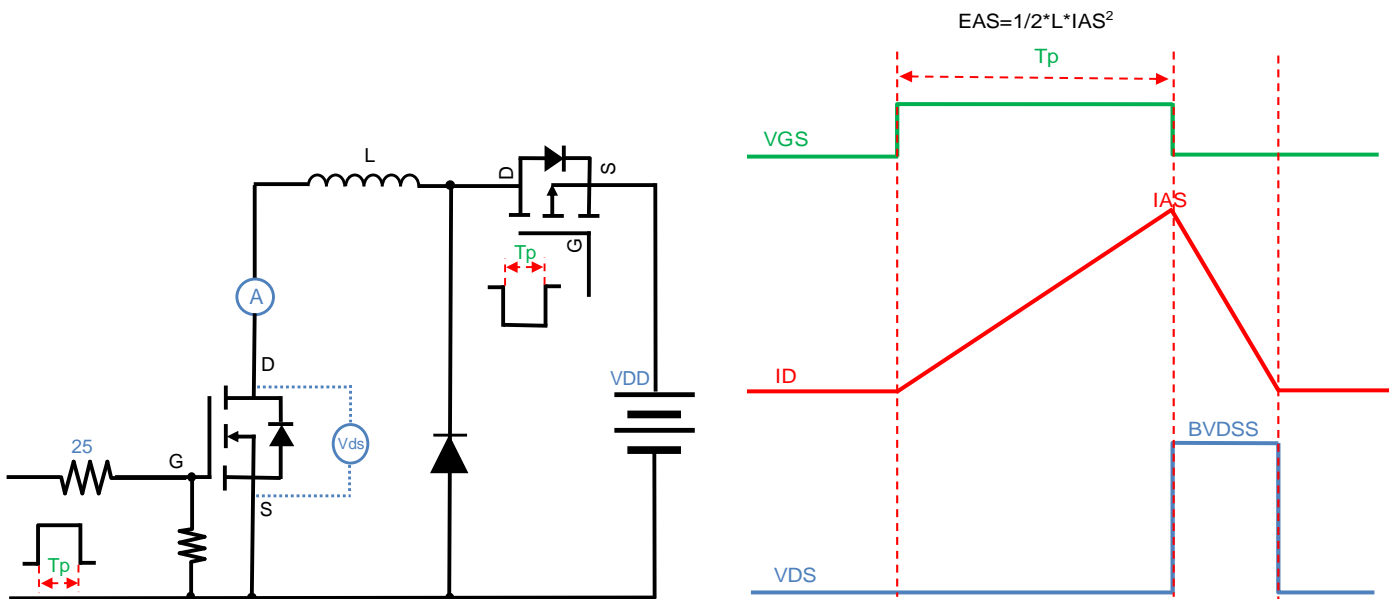 EAS=1/2*L*IAS²
Tp
VGS
L
D
S
G
Tp
IAS
A
D
VDD
ID
BVDSS
25
G
Vds
S
Tp
VDS